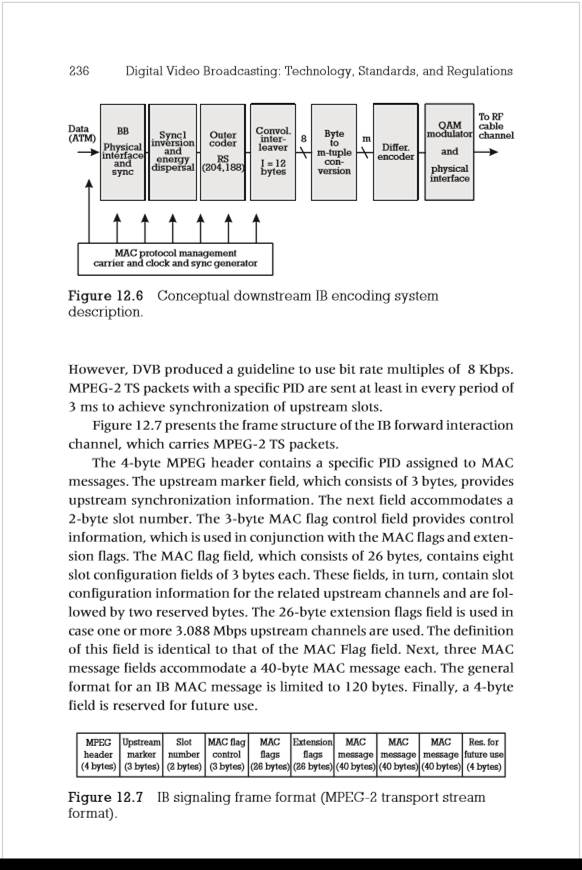 236 Digital Video Broadcasting: Technology, Standards, and Regulations
Data
(ATM)
BB
Physical
interface
and
sync
Sync1
inversion
and
energy
dispersal
Outer
coder
RS
(204,188)
Convol.
inter-
leaver
I = 12
bytes
8
Byte
to
m-tuple
con-
version
m
Differ.
encoder
QAM
modulator
and
physical
interface
To RF
cable
channel
MAC protocol management
carrier and clock and sync generator
Figure 12.6 Conceptual downstream IB encoding system
description.
However, DVB produced a guideline to use bit rate multiples of 8 Kbps.
MPEG-2 TS packets with a specific PID are sent at least in every period of
3 ms to achieve synchronization of upstream slots.
Figure 12.7 presents the frame structure of the IB forward interaction
channel, which carries MPEG-2 TS packets.
The 4-byte MPEG header contains a specific PID assigned to MAC
messages. The upstream marker field, which consists of 3 bytes, provides
upstream synchronization information. The next field accommodates a
2-byte slot number. The 3-byte MAC flag control field provides control
information, which is used in conjunction with the MAC flags and exten-
sion flags. The MAC flag field, which consists of 26 bytes, contains eight
slot configuration fields of 3 bytes each. These fields, in turn, contain slot
configuration information for the related upstream channels and are fol-
lowed by two reserved bytes. The 26-byte extension flags field is used in
case one or more 3.088 Mbps upstream channels are used. The definition
of this field is identical to that of the MAC Flag field. Next, three MAC
message fields accommodate a 40-byte MAC message each. The general
format for an IB MAC message is limited to 120 bytes. Finally, a 4-byte
field is reserved for future use.
MPEG
header
(4 bytes)
Upstream
marker
(3 bytes)
Slot
number
(2 bytes)
MAC flag
control
(3 bytes)
MAC
flags
(26 bytes)
Extension
flags
(26 bytes)
MAC
message
(40 bytes)
MAC
message
(40 bytes)
MAC
message
(40 bytes)
Res. for
future use
(4 bytes)
Figure 12.7 IB signaling frame format (MPEG-2 transport stream
format).